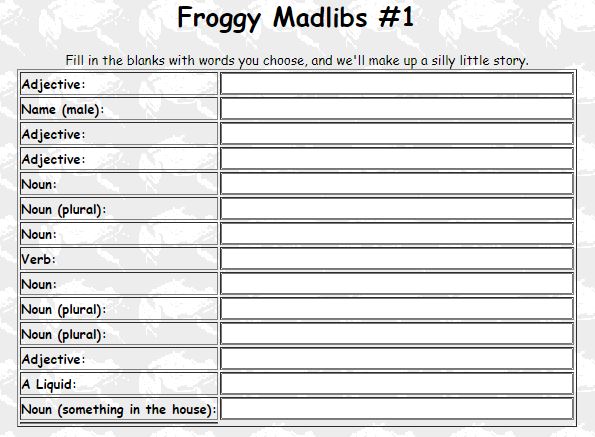 Froggy Madlibs #1
Fill in the blanks with words you choose, and we'll make up a silly little story.
Adjective:
Name (male):
Adjective:
Adjective:
Noun:
Noun (plural):
Noun:
Verb:
Noun:
Noun (plural):
Noun (plural):
Adjective:
A Liquid:
Noun (something in the house):